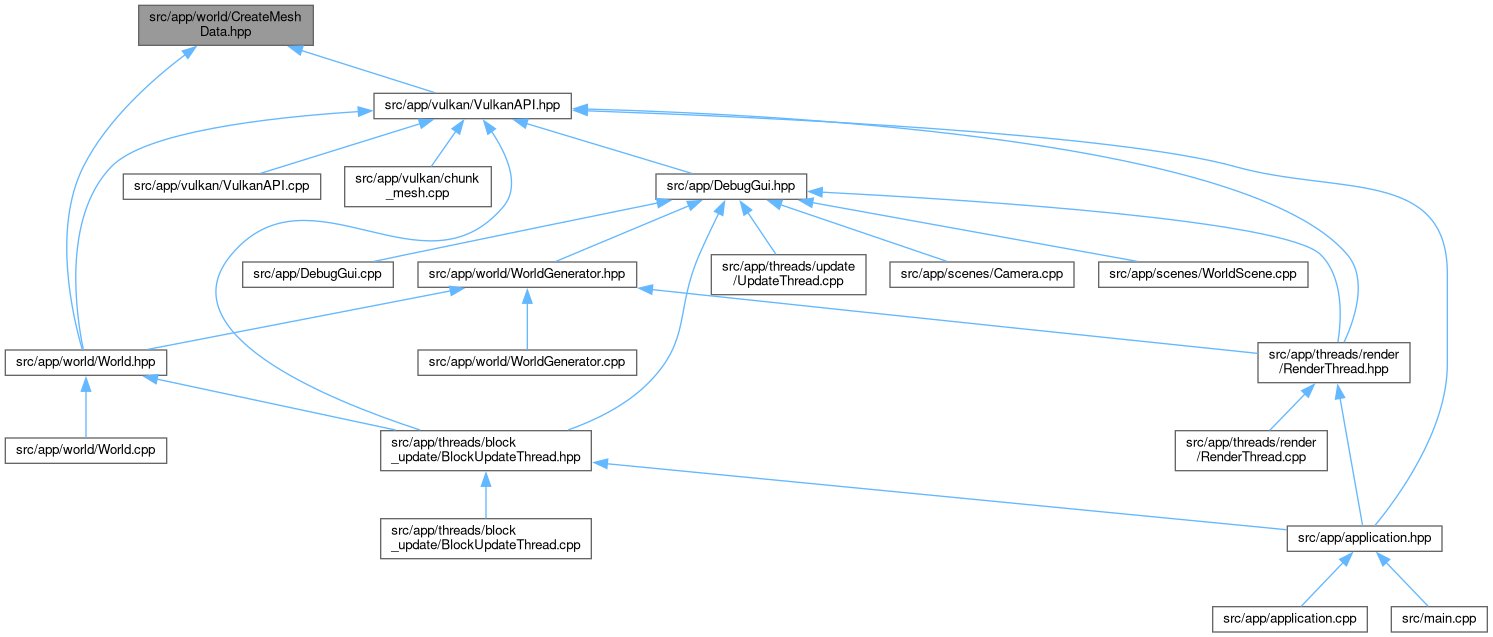 src/app/world/CreateMesh
Data.hpp
src/app/vulkan/VulkanAPI.hpp
src/app/vulkan/VulkanAPI.cpp
src/app/vulkan/chunk
_mesh.cpp
src/app/DebugGui.hpp
src/app/DebugGui.cpp
src/app/world/WorldGenerator.hpp
src/app/threads/update
/UpdateThread.cpp
src/app/scenes/Camera.cpp
src/app/scenes/WorldScene.cpp
src/app/world/World.hpp
src/app/world/WorldGenerator.cpp
src/app/threads/render
/RenderThread.hpp
src/app/world/World.cpp
src/app/threads/block
_update/BlockUpdateThread.hpp
src/app/threads/render
/RenderThread.cpp
src/app/threads/block
_update/BlockUpdateThread.cpp
src/app/application.hpp
src/app/application.cpp
src/main.cpp